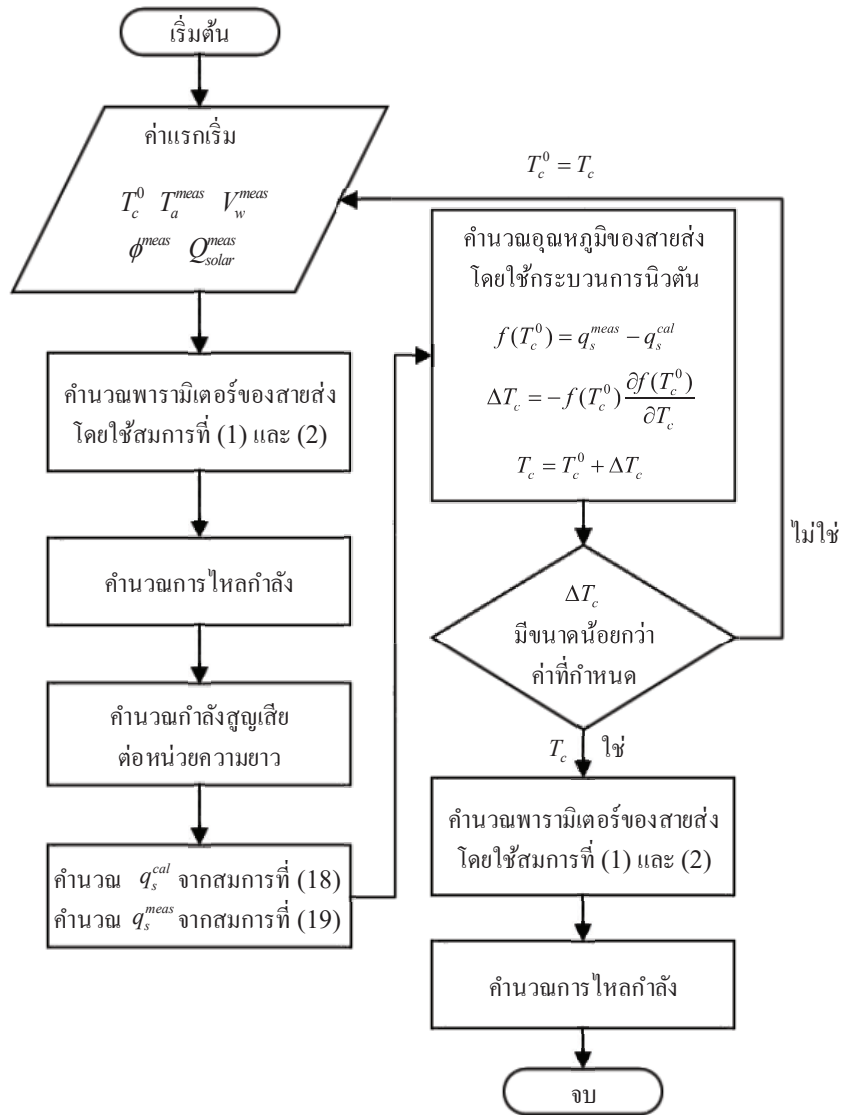 เริ่มต้น
ค่าแรกเริ่ม
$T_c^0$ $T_a^{meas}$ $V_w^{meas}$
$\phi^{meas}$ $Q_{solar}^{meas}$
คำนวณพารามิเตอร์ของสายส่ง
โดยใช้สมการที่ (1) และ (2)
คำนวณการไหลกำลัง
คำนวณกำลังสูญเสีย
ต่อหน่วยความยาว
คำนวณ $q_s^{cal}$ จากสมการที่ (18)
คำนวณ $q_s^{meas}$ จากสมการที่ (19)
$T_c^0 = T_c$
คำนวณอุณหภูมิของสายส่ง
โดยใช้กระบวนการนิวตัน
$f(T_c^0) = q_s^{meas} - q_s^{cal}$
$\Delta T_c = -f(T_c^0) \frac{\partial f(T_c^0)}{\partial T_c}$
$T_c = T_c^0 + \Delta T_c$
ไม่ใช่
$\Delta T_c$
มีขนาดน้อยกว่า
ค่าที่กำหนด
$T_c$ ใช่
คำนวณพารามิเตอร์ของสายส่ง
โดยใช้สมการที่ (1) และ (2)
คำนวณการไหลกำลัง
จบ